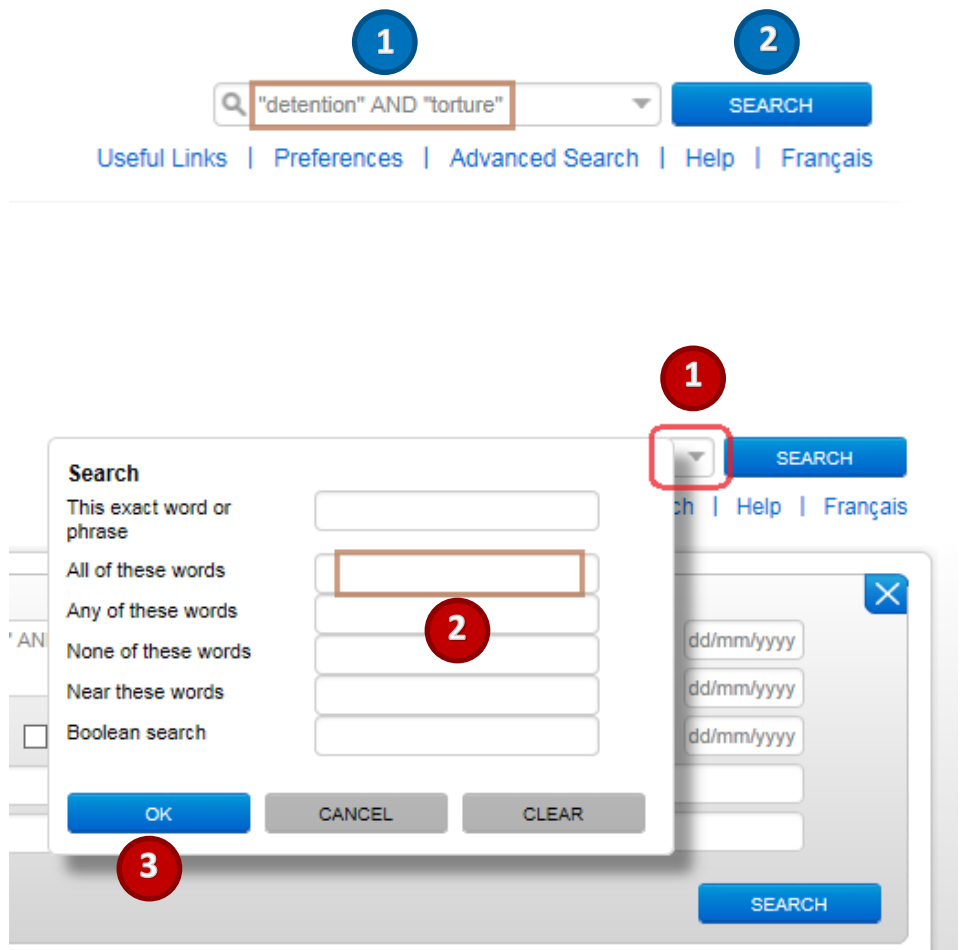 1
2
"detention" AND "torture"
SEARCH
Useful Links | Preferences | Advanced Search | Help | Français
1
SEARCH
ch | Help | Français
Search
This exact word or
phrase
All of these words
Any of these words
2
" AN
None of these words
dd/mm/yyyy
Near these words
dd/mm/yyyy
Boolean search
dd/mm/yyyy
OK
CANCEL
CLEAR
3
SEARCH